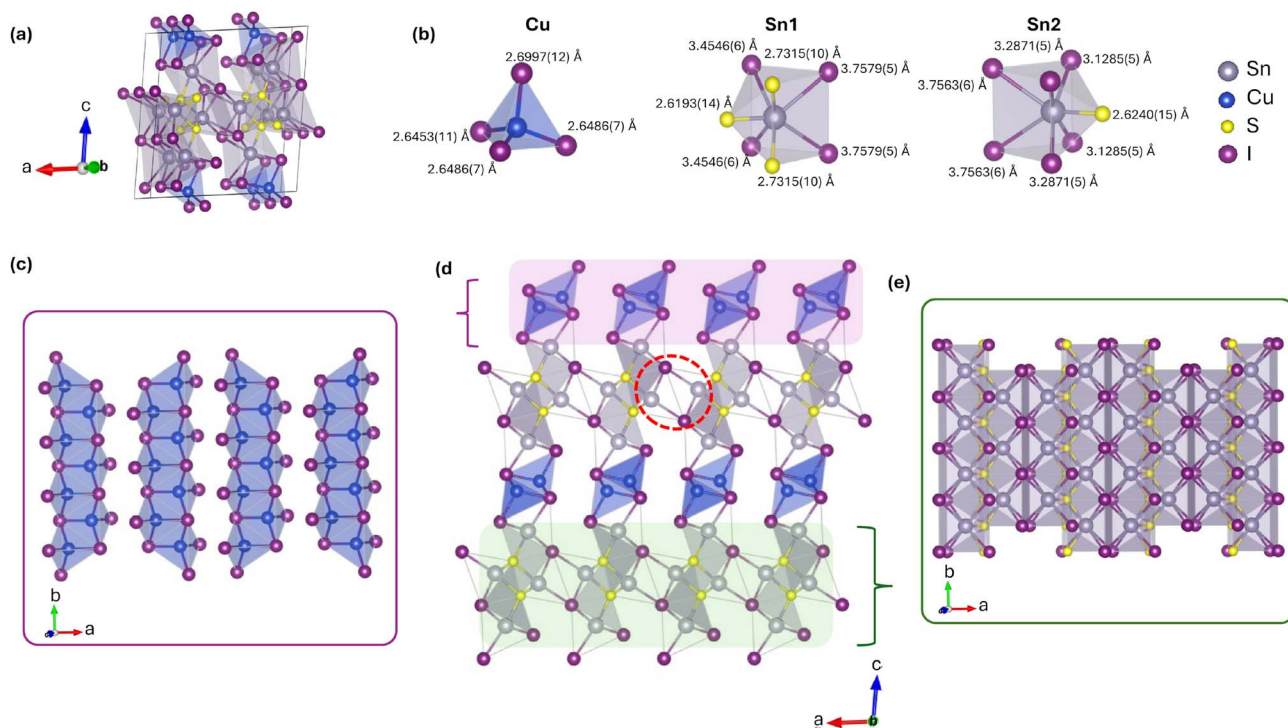 (a)
c
a
b
(b)
Cu
2.6997(12) Å
2.6453(11) Å
2.6486(7) Å
2.6486(7) Å
Sn1
3.4546(6) Å
2.7315(10) Å
3.7579(5) Å
2.6193(14) Å
3.4546(6) Å
3.7579(5) Å
2.7315(10) Å
Sn2
3.2871(5) Å
3.1285(5) Å
3.7563(6) Å
2.6240(15) Å
3.7563(6) Å
3.1285(5) Å
3.2871(5) Å
Sn
Cu
S
I
(c)
b
a
(d)
c
a
b
(e)
b
a